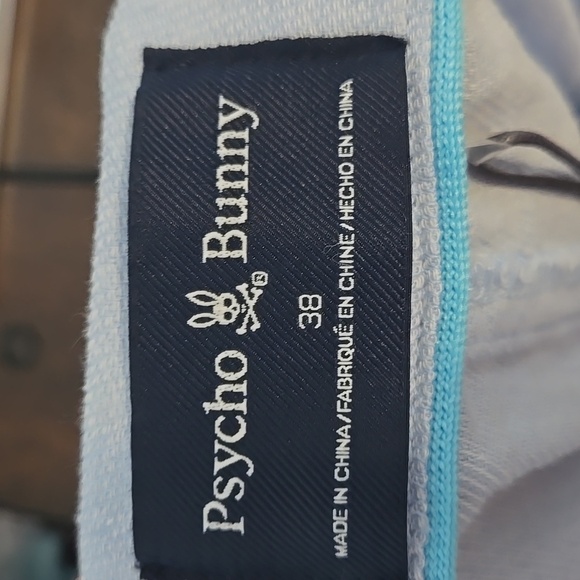 Psycho Bunny
38
MADE IN CHINA/FABRIQUÉ EN CHINE/HECHO EN CHINA